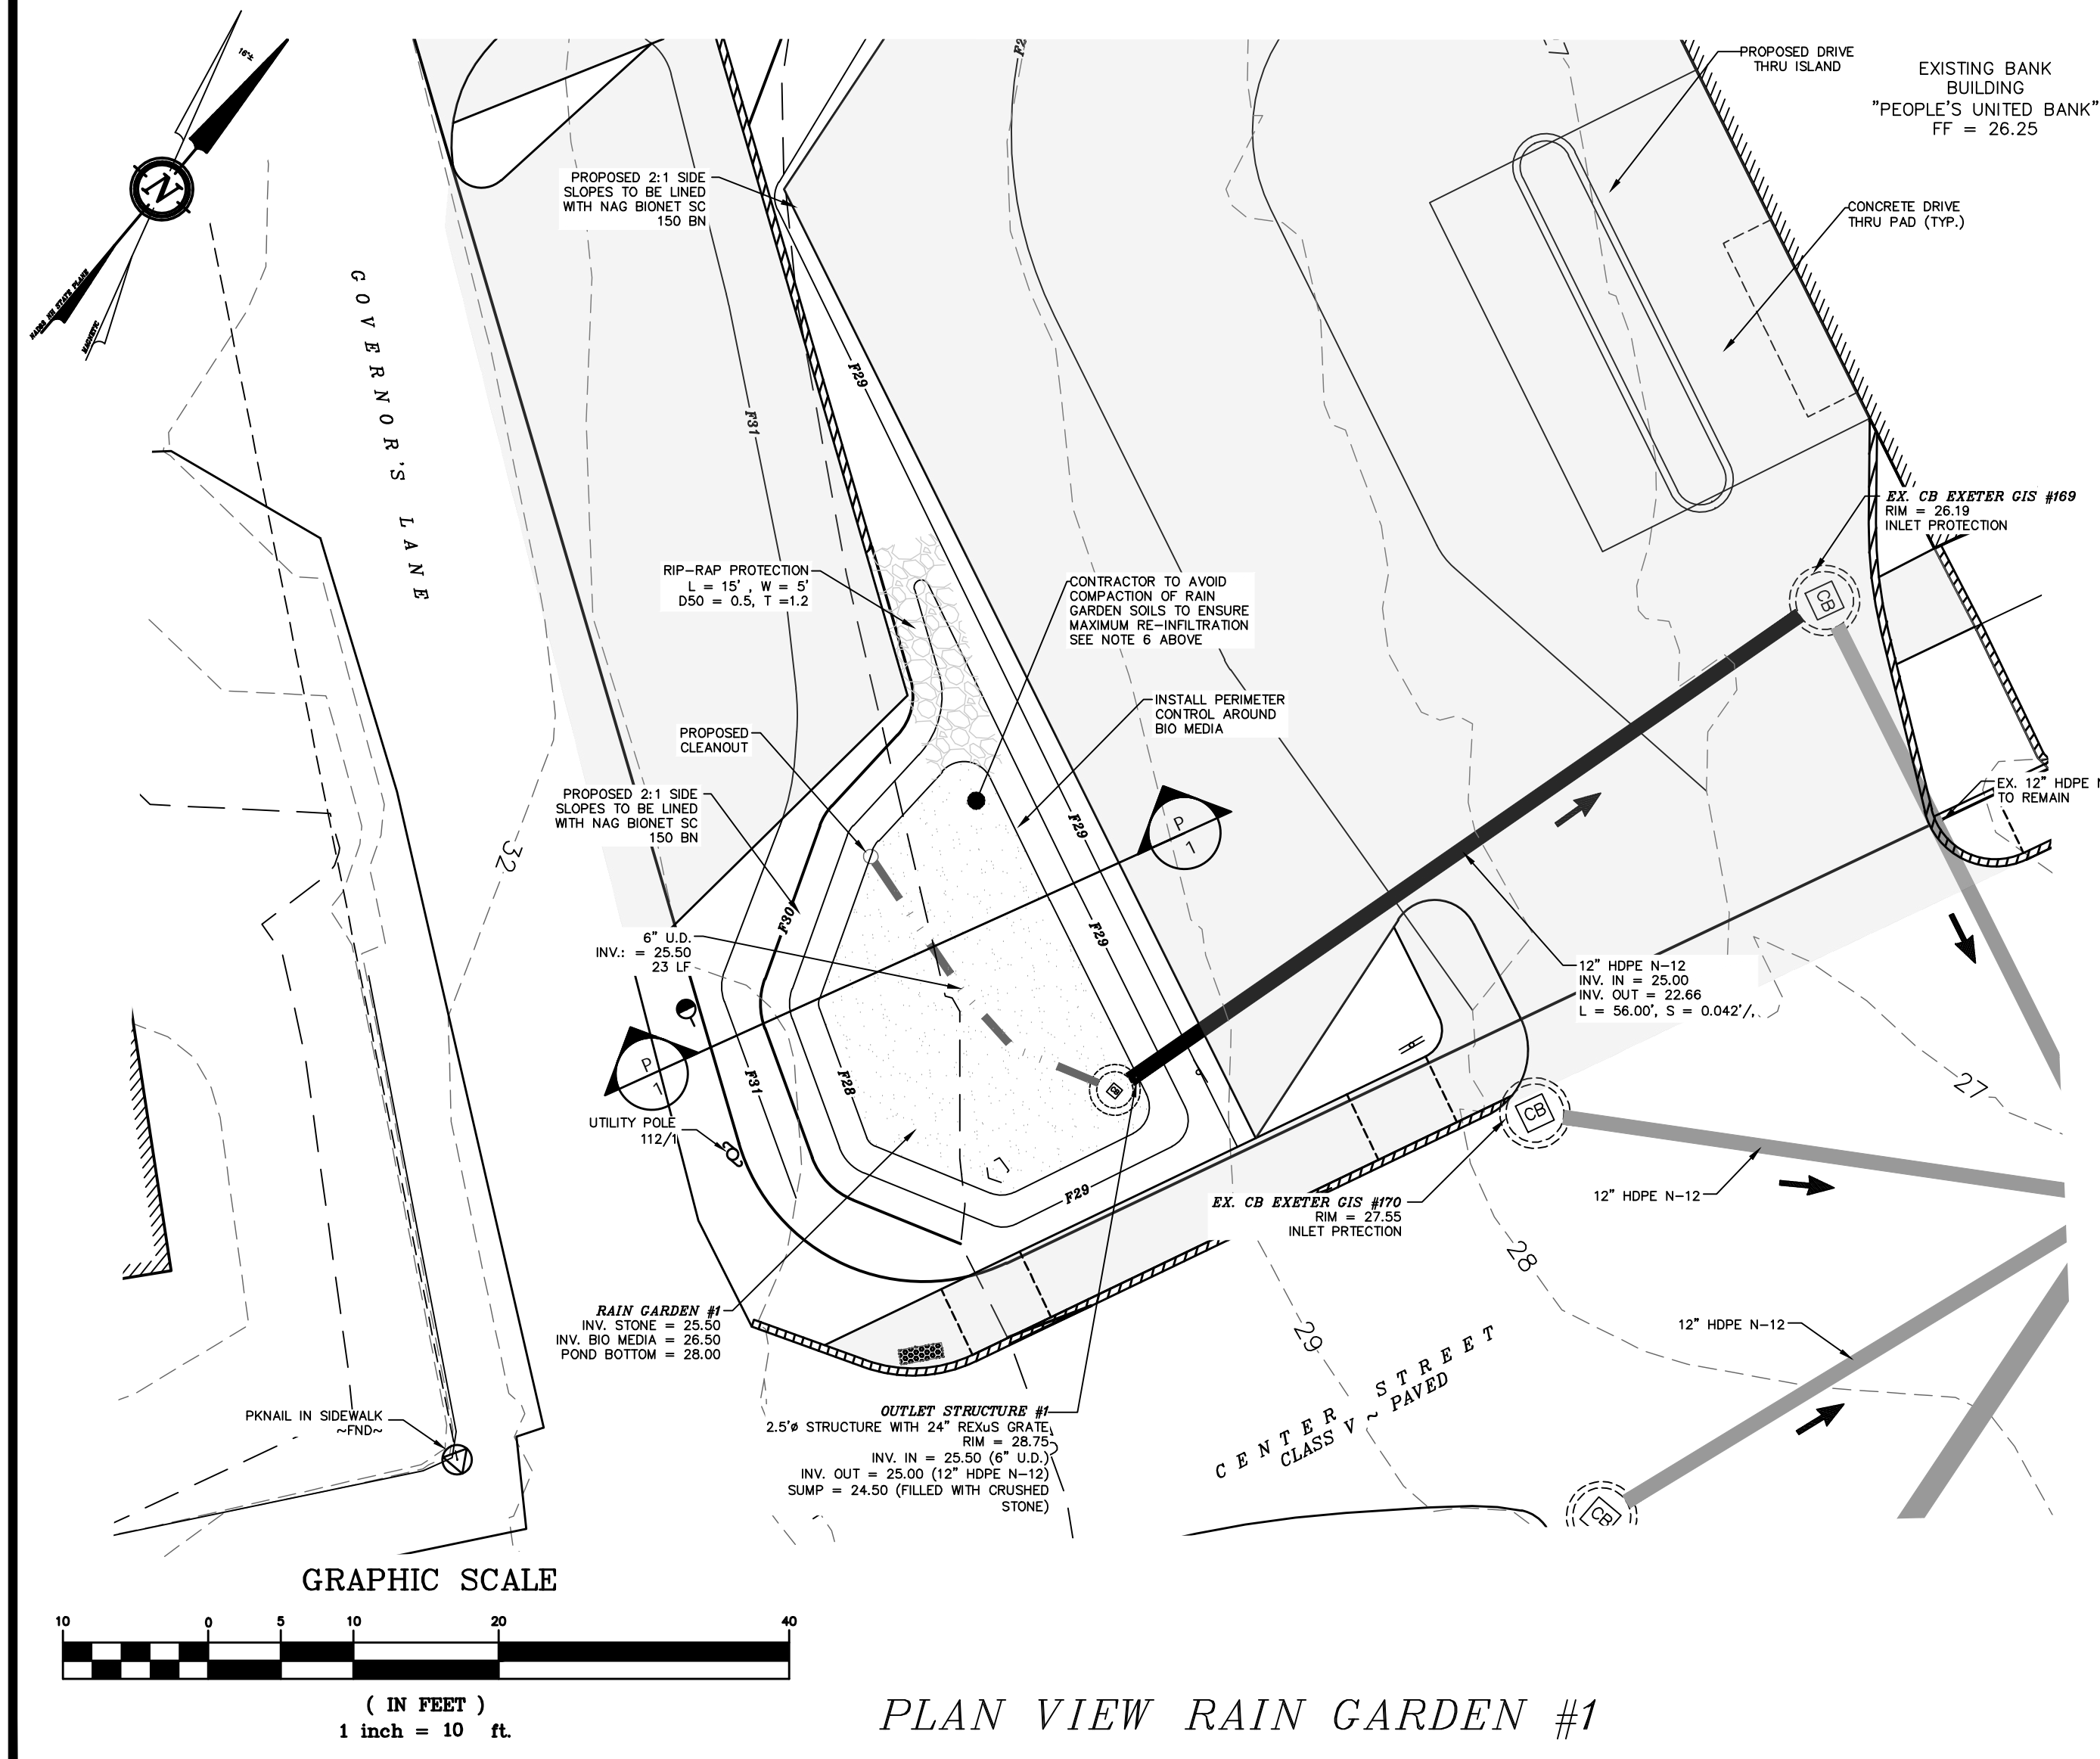 16°±
N
NAD83 NH STATE PLANE
MAGNETIC
GOVERNOR'S LANE
PROPOSED 2:1 SIDE
SLOPES TO BE LINED
WITH NAG BIONET SC
150 BN
PROPOSED DRIVE
THRU ISLAND
EXISTING BANK
BUILDING
"PEOPLE'S UNITED BANK"
FF = 26.25
CONCRETE DRIVE
THRU PAD (TYP.)
F29
F31
EX. CB EXETER GIS #169
RIM = 26.19
INLET PROTECTION
CB
RIP-RAP PROTECTION
L = 15' , W = 5'
D50 = 0.5, T =1.2
CONTRACTOR TO AVOID
COMPACTION OF RAIN
GARDEN SOILS TO ENSURE
MAXIMUM RE-INFILTRATION
SEE NOTE 6 ABOVE
INSTALL PERIMETER
CONTROL AROUND
BIO MEDIA
PROPOSED
CLEANOUT
PROPOSED 2:1 SIDE
SLOPES TO BE LINED
WITH NAG BIONET SC
150 BN
EX. 12" HDPE
TO REMAIN
F29
P
1
32
F30
F29
6" U.D.
INV.: = 25.50
23 LF
12" HDPE N-12
INV. IN = 25.00
INV. OUT = 22.66
L = 56.00', S = 0.042'/
P
1
F31
F28
27
UTILITY POLE
112/1
CB
F29
EX. CB EXETER GIS #170
RIM = 27.55
INLET PRTECTION
12" HDPE N-12
28
RAIN GARDEN #1
INV. STONE = 25.50
INV. BIO MEDIA = 26.50
POND BOTTOM = 28.00
29
12" HDPE N-12
CENTER STREET
CLASS V ~ PAVED
PKNAIL IN SIDEWALK
~FND~
OUTLET STRUCTURE #1
2.5'ø STRUCTURE WITH 24" REXuS GRATE
RIM = 28.75
INV. IN = 25.50 (6" U.D.)
INV. OUT = 25.00 (12" HDPE N-12)
SUMP = 24.50 (FILLED WITH CRUSHED
STONE)
CB
GRAPHIC SCALE
10 0 5 10 20 40
( IN FEET )
1 inch = 10 ft.
PLAN VIEW RAIN GARDEN #1